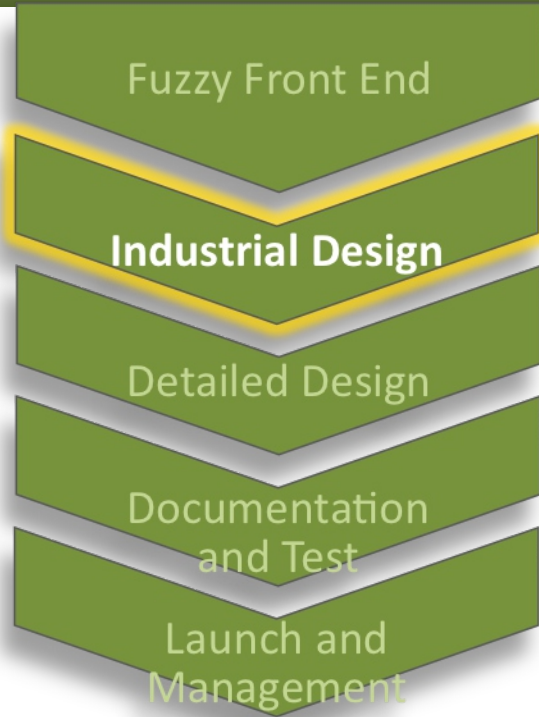 Fuzzy Front End
Industrial Design
Detailed Design
Documentation
and Test
Launch and
Management